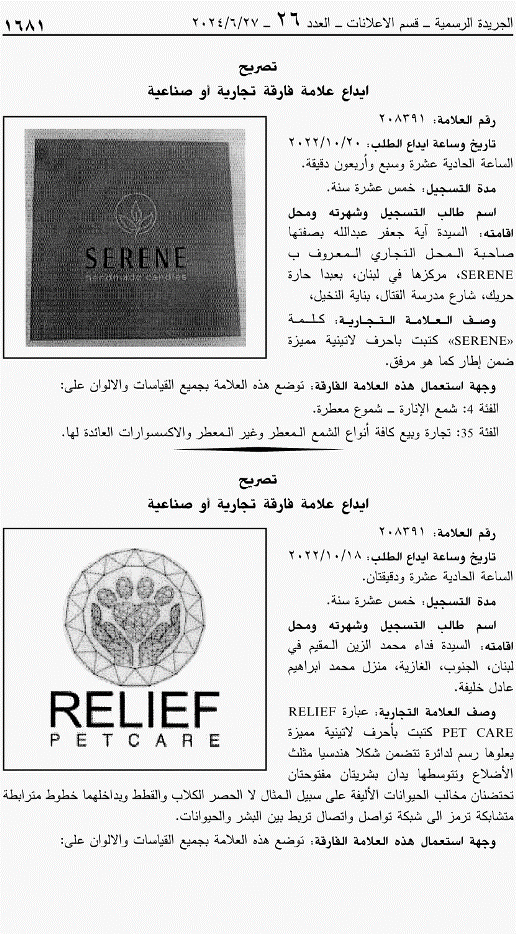 الجريدة الرسمية ـ قسم الاعلانات ـ العدد ٢٦ ـ ٢٠٢٤/٦/٢٧
١٦٨١
تصريح
ايداع علامة فارقة تجارية أو صناعية
رقم العلامة: ٢٠٨٣٩١
تاريخ وساعة ايداع الطلب: ٢٠٢٢/١٠/٢٠
الساعة الحادية عشرة وسبع وأربعون دقيقة.
مدة التسجيل: خمس عشرة سنة.
اسم طالب التسجيل وشهرته ومحل
اقامته: السيدة آية جعفر عبدالله بصفتها
صاحبة المحل التجاري المعروف ب
SERENE، مركزها في لبنان، بعبدا حارة
حريك، شارع مدرسة القتال، بناية النخيل،
وصف العلامة التجارية: كلمة
«SERENE» كتبت باحرف لاتينية مميزة
ضمن إطار كما هو مرفق.
SERENE
وجهة استعمال هذه العلامة الفارقة: توضع هذه العلامة بجميع القياسات والالوان على:
الفئة 4: شمع الإنارة ـ شموع معطرة.
الفئة 35: تجارة وبيع كافة أنواع الشمع المعطر وغير المعطر والاكسسوارات العائدة لها.
تصريح
ايداع علامة فارقة تجارية أو صناعية
رقم العلامة: ٢٠٨٣٩١
تاريخ وساعة ايداع الطلب: ٢٠٢٢/١٠/١٨
الساعة الحادية عشرة ودقيقتان.
مدة التسجيل: خمس عشرة سنة.
اسم طالب التسجيل وشهرته ومحل
اقامته: السيدة فداء محمد الزين المقيم في
لبنان، الجنوب، الغازية، منزل محمد ابراهيم
عادل خليفة.
وصف العلامة التجارية: عبارة RELIEF
PET CARE كتبت بأحرف لاتينية مميزة
يعلوها رسم لدائرة تتضمن شكلا هندسيا مثلث
الأضلاع وتتوسطها يدان بشريتان مفتوحتان
RELIEF
PETCARE
تحتضنان مخالب الحيوانات الأليفة على سبيل المثال لا الحصر الكلاب والقطط وبداخلهما خطوط مترابطة
متشابكة ترمز الى شبكة تواصل واتصال تربط بين البشر والحيوانات.
وجهة استعمال هذه العلامة الفارقة: توضع هذه العلامة بجميع القياسات والالوان على: